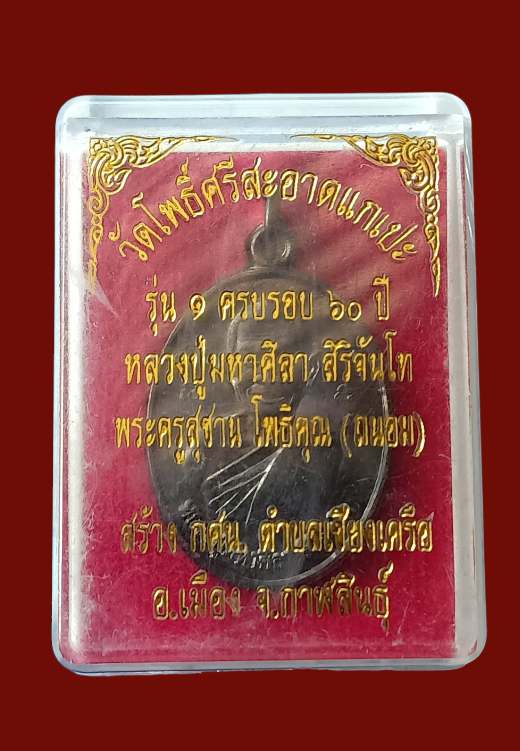 วัดโพธิ์ศรีสะอาดแกเปะ
รุ่น ๑ ครบรอบ ๖๐ ปี
หลวงปู่มหาศิลา สิริจันโท
พระครูสุชาน โพธิคุณ (ถนอม)
สร้าง กศน. ตำบลเชียงเครือ
อ.เมือง จ.กาฬสินธุ์